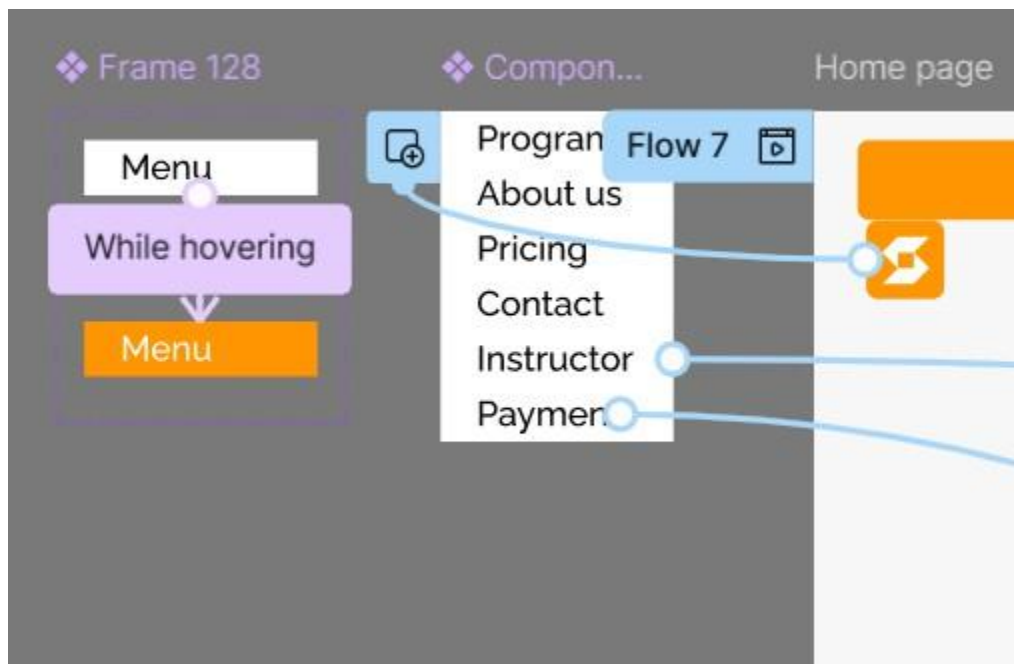 Frame 128
Compon...
Home page
Menu
While hovering
Menu
Flow 7
About us
Pricing
Contact
Instructor